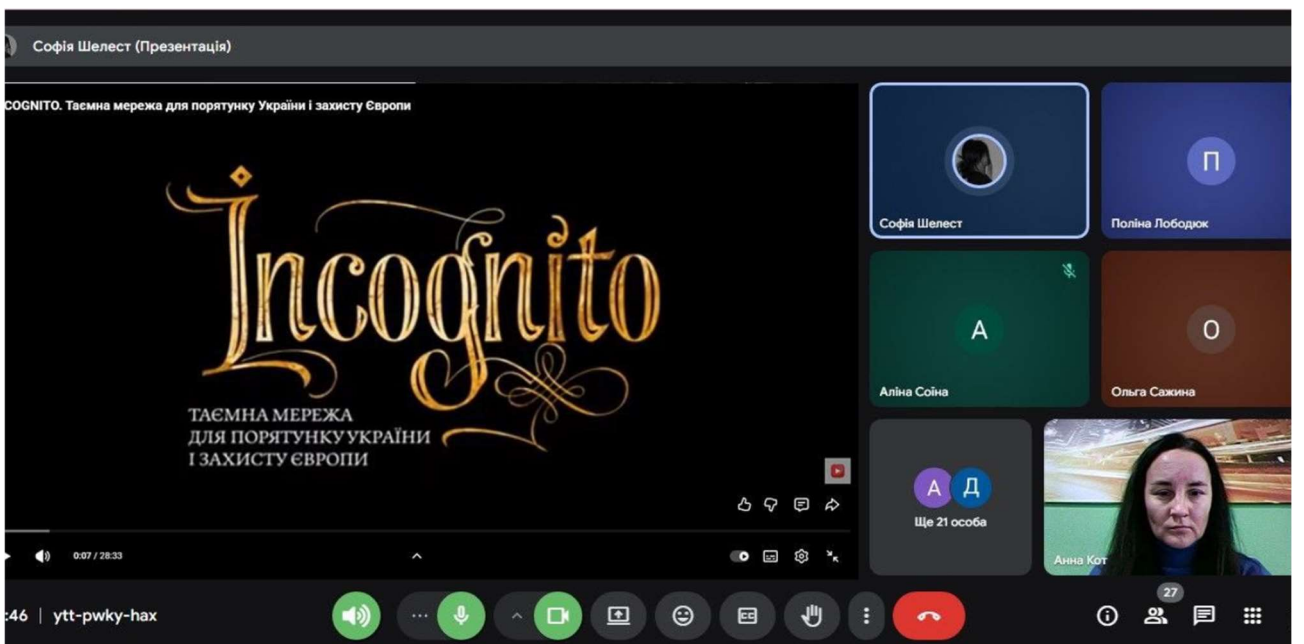 Софія Шелест (Презентація)
COGNITO. Таємна мережа для порятунку України і захисту Європи
Incognito
ТАЄМНА МЕРЕЖА
ДЛЯ ПОРЯТУНКУ УКРАЇНИ
І ЗАХИСТУ ЄВРОПИ
0:07 / 28:33
Софія Шелест
П
Поліна Лободюк
А
Аліна Соїна
О
Ольга Сажина
А Д
Ще 21 особа
Анна Кот
:46 | ytt-pwky-hax
CC
27